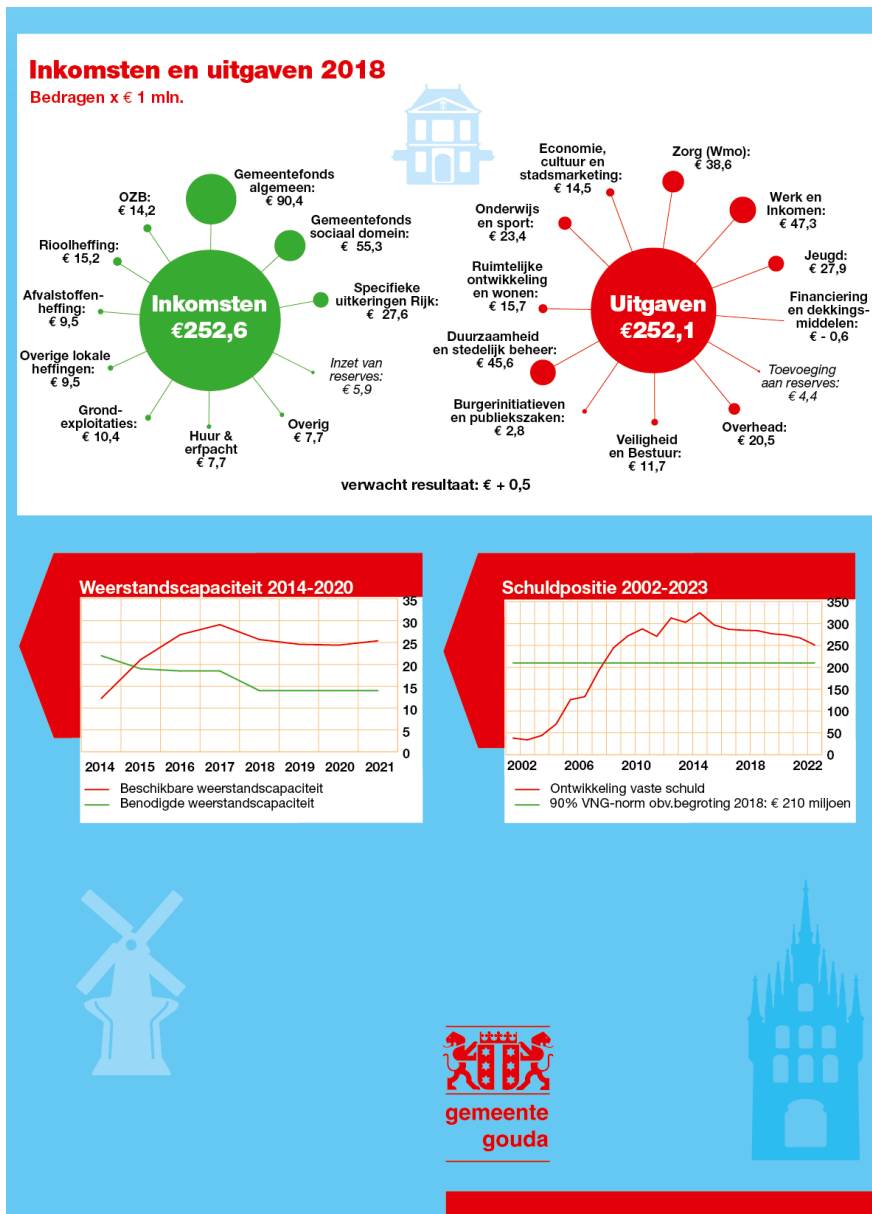 Inkomsten en uitgaven 2018
Bedragen x € 1 mln.
Gemeentefonds
algemeen:
€ 90,4
OZB:
€ 14,2
Gemeentefonds
sociaal domein:
€ 55,3
Rioolheffing:
€ 15,2
Specifieke
uitkeringen Rijk:
€ 27,6
Afvalstoffen-
heffing:
€ 9,5
Inkomsten
€252,6
Overige lokale
heffingen:
€ 9,5
Inzet van
reserves:
€ 5,9
Grond-
exploitaties:
€ 10,4
Huur &
erfpacht
€ 7,7
Overig
€ 7,7
Economie,
cultuur en
stadsmarketing:
€ 14,5
Zorg (Wmo):
€ 38,6
Onderwijs
en sport:
€ 23,4
Werk en
Inkomen:
€ 47,3
Ruimtelijke
ontwikkeling
en wonen:
€ 15,7
Jeugd:
€ 27,9
Uitgaven
€252,1
Financiering
en dekkings-
middelen:
€ - 0,6
Duurzaamheid
en stedelijk beheer:
€ 45,6
Toevoeging
aan reserves:
€ 4,4
Burgerinitiatieven
en publiekszaken:
€ 2,8
Veiligheid
en Bestuur:
€ 11,7
Overhead:
€ 20,5
verwacht resultaat: € + 0,5
Weerstandscapaciteit 2014-2020
35
30
25
20
15
10
5
0
2014 2015 2016 2017 2018 2019 2020 2021
Beschikbare weerstandscapaciteit
Benodigde weerstandscapaciteit
Schuldpositie 2002-2023
350
300
250
200
150
100
50
0
2002 2006 2010 2014 2018 2022
Ontwikkeling vaste schuld
90% VNG-norm obv.begroting 2018: € 210 miljoen
gemeente
gouda